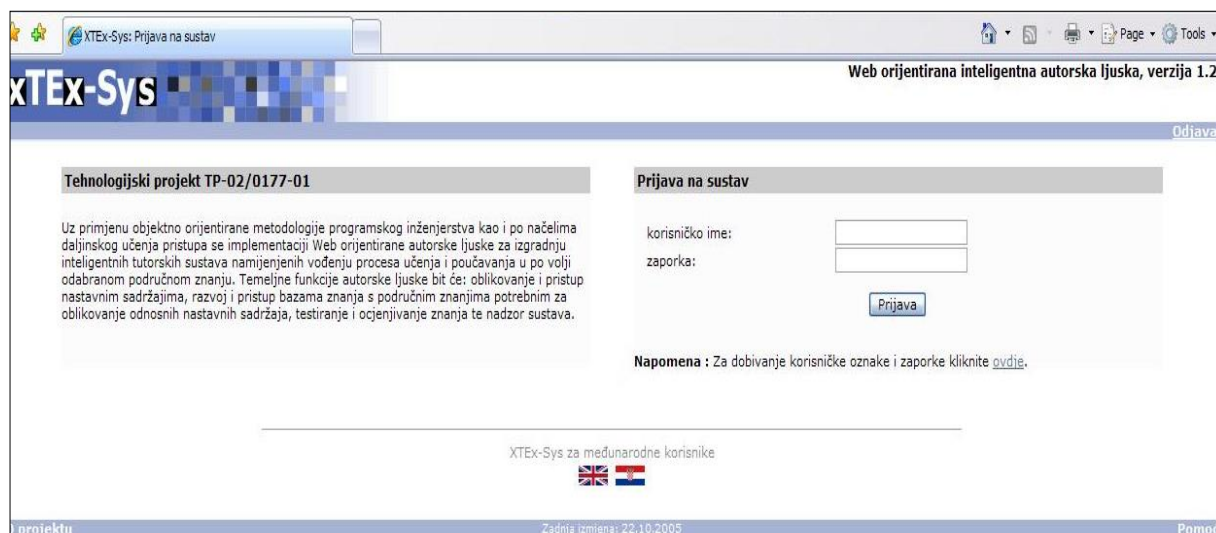 XTEx-Sys: Prijava na sustav
Page
Tools
xTEx-Sys
Web orijentirana inteligentna autorska ljuska, verzija 1.2
Odjava
Tehnologijski projekt TP-02/0177-01
Uz primjenu objektno orijentirane metodologije programskog inženjerstva kao i po načelima
daljinskog učenja pristupa se implementaciji Web orijentirane autorske ljuske za izgradnju
inteligentnih tutorskih sustava namijenjenih vođenju procesa učenja i poučavanja u po volji
odabranom područnom znanju. Temeljne funkcije autorske ljuske bit će: oblikovanje i pristup
nastavnim sadržajima, razvoj i pristup bazama znanja s područnim znanjima potrebnim za
oblikovanje odnosnih nastavnih sadržaja, testiranje i ocjenjivanje znanja te nadzor sustava.
Prijava na sustav
korisničko ime:
zaporka:
Prijava
Napomena : Za dobivanje korisničke oznake i zaporke kliknite ovdje.
XTEx-Sys za međunarodne korisnike
O projektu
Zadnja izmjena: 22.10.2005
Pomoć